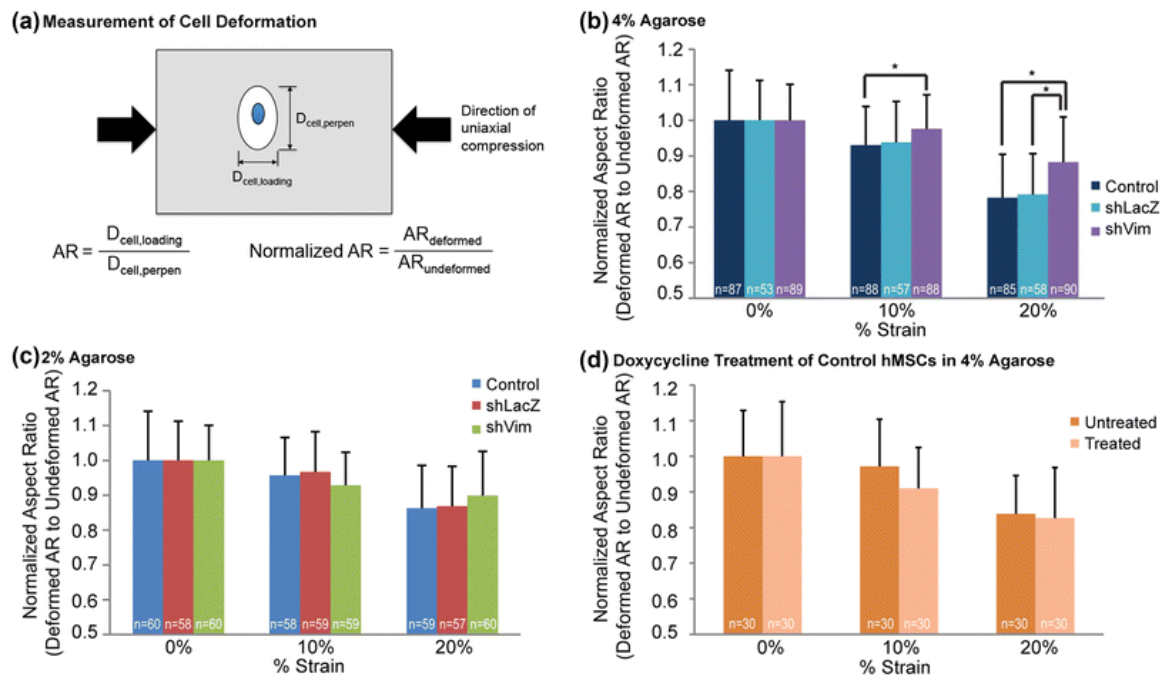 (a) Measurement of Cell Deformation
D_cell,perpen
D_cell,loading
Direction of
uniaxial
compression
AR = D_cell,loading / D_cell,perpen
Normalized AR = AR_deformed / AR_undeformed
(b) 4% Agarose
Normalized Aspect Ratio
(Deformed AR to Undeformed AR)
1.2
1.1
1.0
0.9
0.8
0.7
0.6
0.5
*
*
*
Control
shLacZ
shVim
n=87 n=53 n=89
n=88 n=57 n=88
n=85 n=58 n=90
0% 10% 20%
% Strain
(c) 2% Agarose
Normalized Aspect Ratio
(Deformed AR to Undeformed AR)
1.2
1.1
1.0
0.9
0.8
0.7
0.6
0.5
Control
shLacZ
shVim
n=60 n=58 n=60
n=58 n=59 n=59
n=59 n=57 n=60
0% 10% 20%
% Strain
(d) Doxycycline Treatment of Control hMSCs in 4% Agarose
Normalized Aspect Ratio
(Deformed AR to Undeformed AR)
1.2
1.1
1.0
0.9
0.8
0.7
0.6
0.5
Untreated
Treated
n=30 n=30
n=30 n=30
n=30 n=30
0% 10% 20%
% Strain